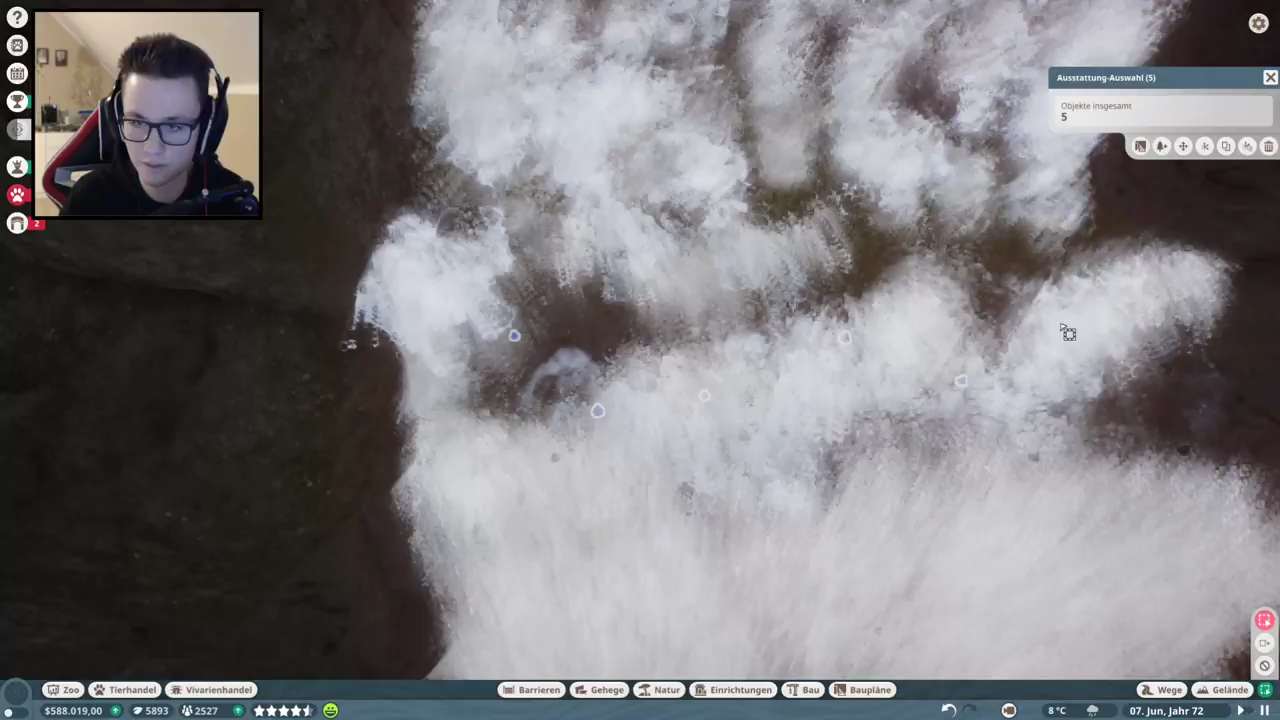 Ausstattung-Auswahl (5)
Objekte insgesamt
5
2
Zoo
Tierhandel
Vivarienhandel
Barrieren
Gehege
Natur
Einrichtungen
Bau
Baupläne
Wege
Gelände
$588.019,00
5893
2527
8 °C
07. Jun, Jahr 72